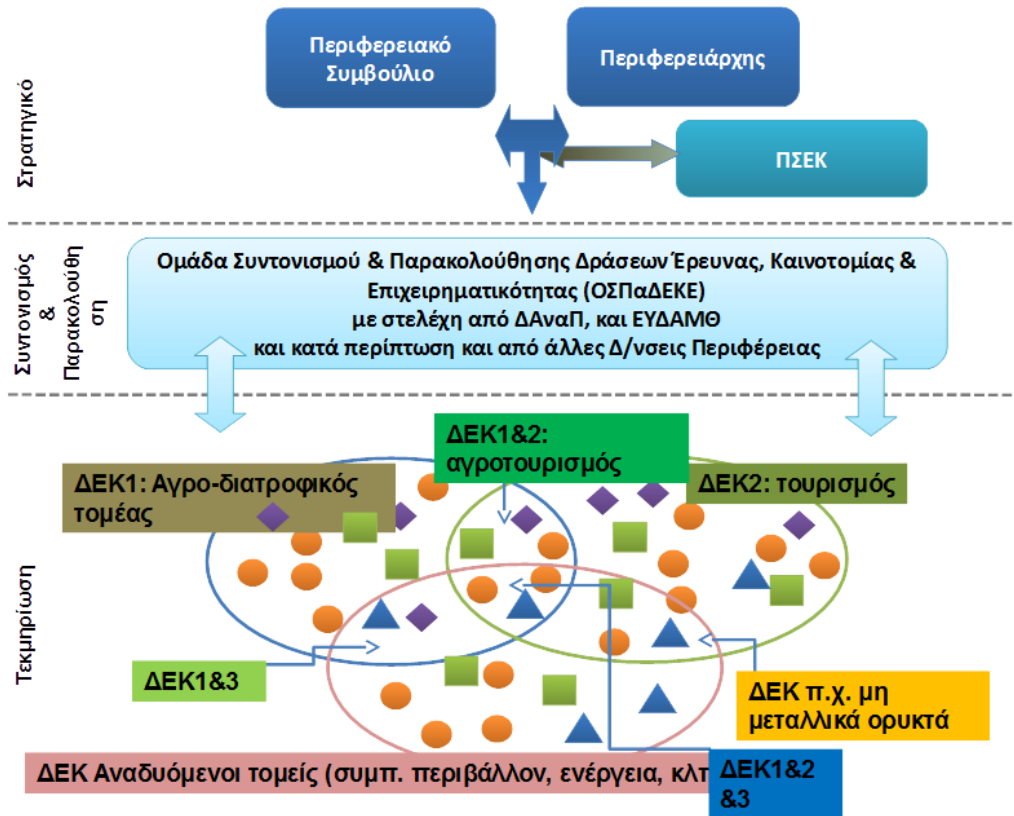 Περιφερειακό
Συμβούλιο
Περιφερειάρχης
Στρατηγικό
ΠΣΕΚ
Συντονισμός
&
Παρακολούθη
ση
Ομάδα Συντονισμού & Παρακολούθησης Δράσεων Έρευνας, Καινοτομίας &
Επιχειρηματικότητας (ΟΣΠαΔΕΚΕ)
με στελέχη από ΔΑναΠ, και ΕΥΔΑΜΘ
και κατά περίπτωση και από άλλες Δ/νσεις Περιφέρειας
Τεκμηρίωση
ΔΕΚ1&2:
αγροτουρισμός
ΔΕΚ1: Αγρο-διατροφικός
τομέας
ΔΕΚ2: τουρισμός
ΔΕΚ1&3
ΔΕΚ π.χ. μη
μεταλλικά ορυκτά
ΔΕΚ Αναδυόμενοι τομείς (συμπ. περιβάλλον, ενέργεια, κλπ
ΔΕΚ1&2
&3